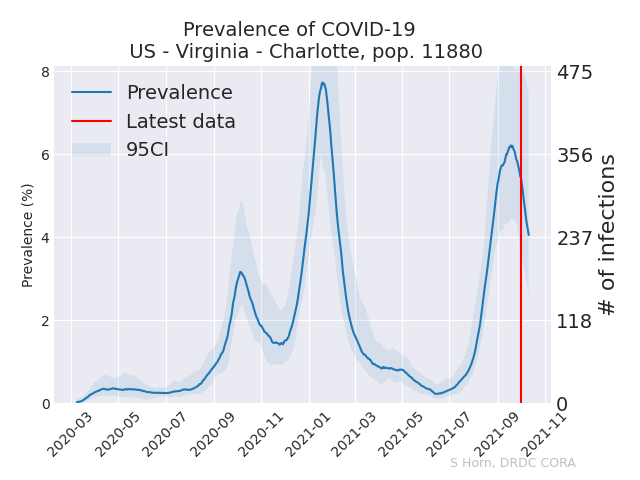 Prevalence of COVID-19
US - Virginia - Charlotte, pop. 11880
Prevalence
Latest data
95CI
Prevalence (%)
8
6
4
2
0
475
356
237
118
0
# of infections
2020-03
2020-05
2020-07
2020-09
2020-11
2021-01
2021-03
2021-05
2021-07
2021-09
2021-11
S Horn, DRDC CORA